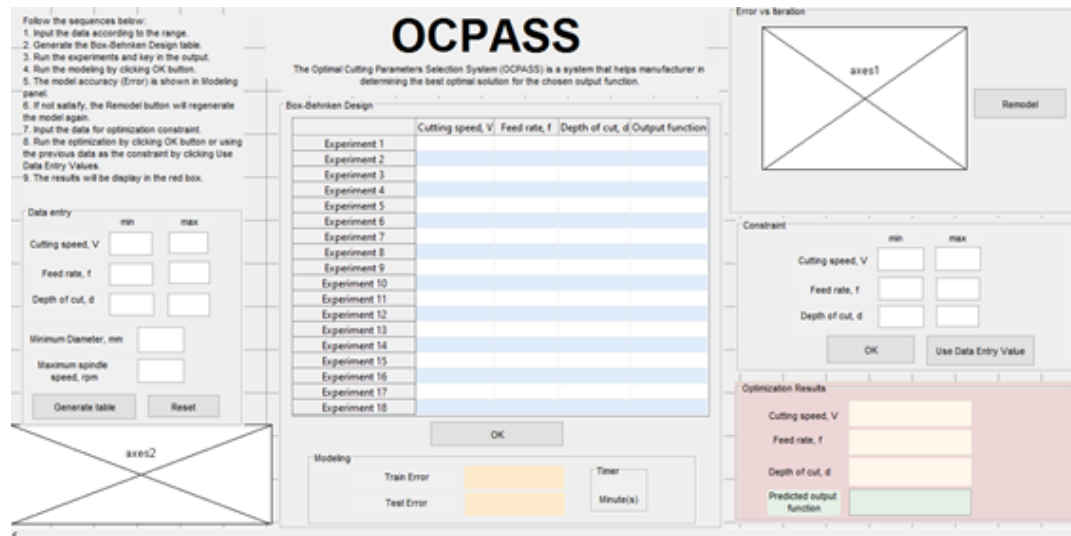 Follow the sequences below:
1. Input the data according to the range.
2. Generate the Box-Behnken Design table.
3. Run the experiments and key in the output.
4. Run the modeling by clicking OK button.
5. The model accuracy (Error) is shown in Modeling
panel.
6. If not satisfy, the Remodel button will regenerate
the model again.
7. Input the data for optimization constraint.
8. Run the optimization by clicking OK button or using
the previous data as the constraint by clicking Use
Data Entry Values.
9. The results will be display in the red box.
Data entry
min max
Cutting speed, V
Feed rate, f
Depth of cut, d
Minimum Diameter, mm
Maximum spindle
speed, rpm
Generate table Reset
axes2
OCPASS
The Optimal Cutting Parameters Selection System (OCPASS) is a system that helps manufacturer in
determining the best optimal solution for the chosen output function.
Box-Behnken Design
Cutting speed, V Feed rate, f Depth of cut, d Output function
Experiment 1
Experiment 2
Experiment 3
Experiment 4
Experiment 5
Experiment 6
Experiment 7
Experiment 8
Experiment 9
Experiment 10
Experiment 11
Experiment 12
Experiment 13
Experiment 14
Experiment 15
Experiment 16
Experiment 17
Experiment 18
OK
Modeling
Train Error
Test Error
Timer
Minute(s)
Error vs Iteration
axes1
Remodel
Constraint
min max
Cutting speed, V
Feed rate, f
Depth of cut, d
OK Use Data Entry Value
Optimization Results
Cutting speed, V
Feed rate, f
Depth of cut, d
Predicted output
function